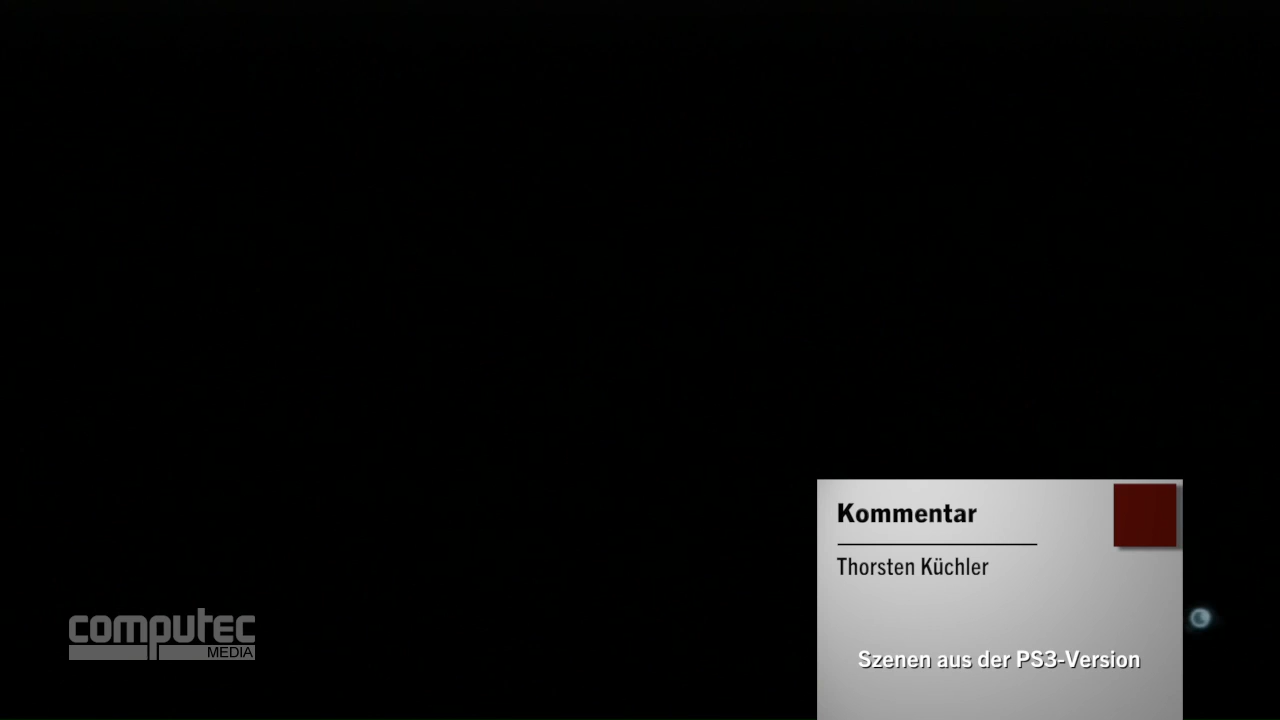 Kommentar
Thorsten Küchler
Szenen aus der PS3-Version
computec
MEDIA